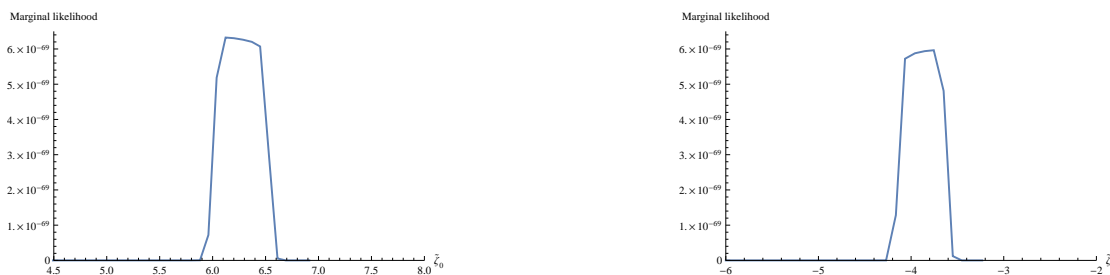 Marginal likelihood
6.×10⁻⁶⁹
5.×10⁻⁶⁹
4.×10⁻⁶⁹
3.×10⁻⁶⁹
2.×10⁻⁶⁹
1.×10⁻⁶⁹
0
4.5 5.0 5.5 6.0 6.5 7.0 7.5 8.0
ζ̃₀
Marginal likelihood
6.×10⁻⁶⁹
5.×10⁻⁶⁹
4.×10⁻⁶⁹
3.×10⁻⁶⁹
2.×10⁻⁶⁹
1.×10⁻⁶⁹
0
−6 −5 −4 −3 −2